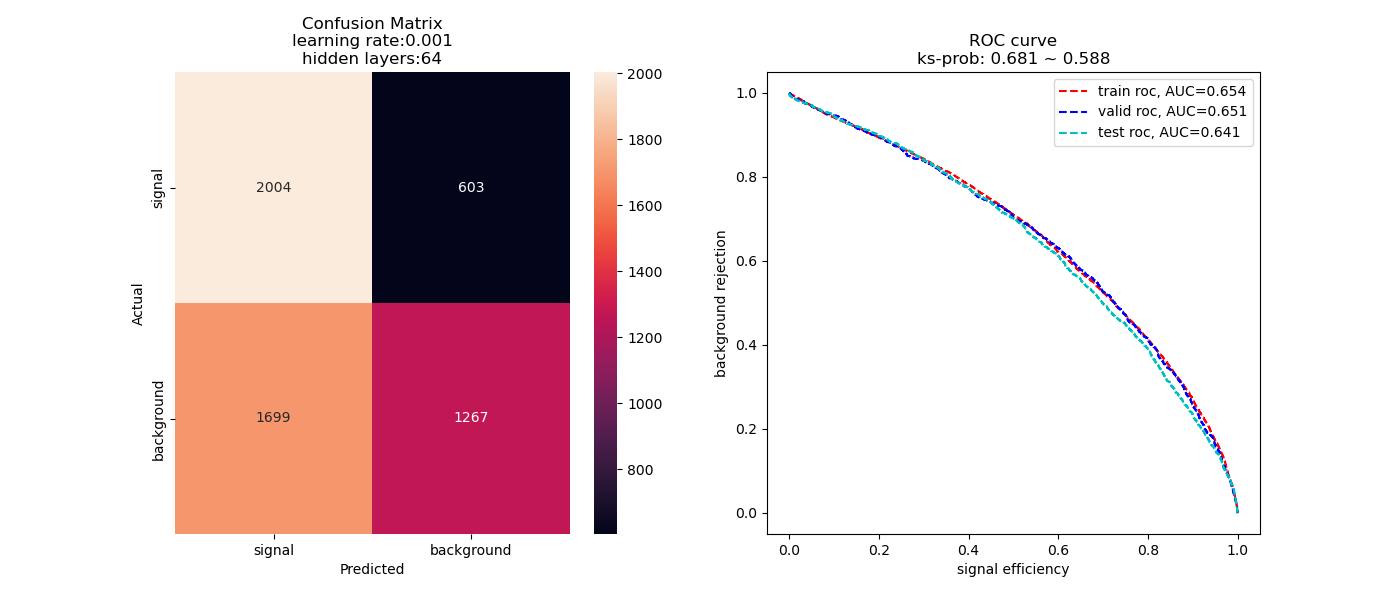 Confusion Matrix
learning rate:0.001
hidden layers:64
signal
background
Actual
2004
603
1699
1267
signal
background
Predicted
2000
1800
1600
1400
1200
1000
800
ROC curve
ks-prob: 0.681 ~ 0.588
train roc, AUC=0.654
valid roc, AUC=0.651
test roc, AUC=0.641
background rejection
1.0
0.8
0.6
0.4
0.2
0.0
0.0
0.2
0.4
0.6
0.8
1.0
signal efficiency